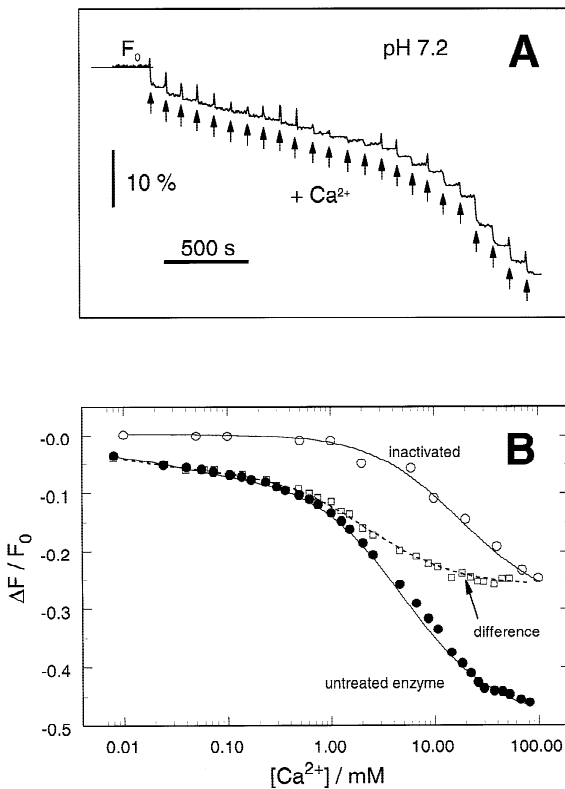 F₀
pH 7.2
A
10 %
+ Ca²⁺
500 s
B
-0.0
-0.1
-0.2
-0.3
-0.4
-0.5
ΔF / F₀
inactivated
difference
untreated enzyme
0.01
0.10
1.00
10.00
100.00
[Ca²⁺] / mM